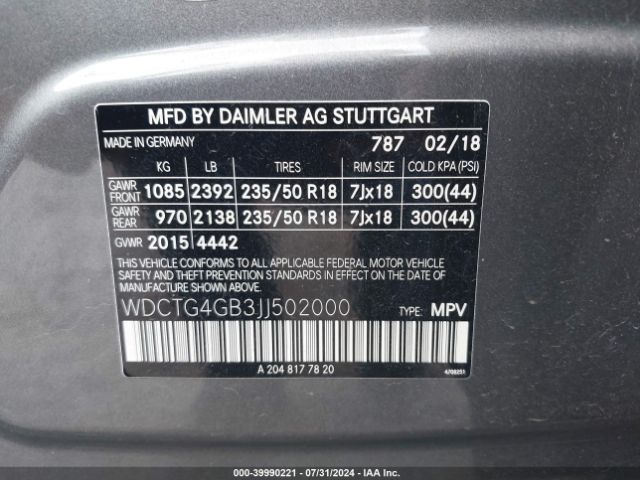 MFD BY DAIMLER AG STUTTGART
MADE IN GERMANY 787 02/18
KG LB TIRES RIM SIZE COLD KPA (PSI)
GAWR FRONT 1085 2392 235/50 R18 7Jx18 300(44)
GAWR REAR 970 2138 235/50 R18 7Jx18 300(44)
GVWR 2015 4442
THIS VEHICLE CONFORMS TO ALL APPLICABLE FEDERAL MOTOR VEHICLE
SAFETY AND THEFT PREVENTION STANDARDS IN EFFECT ON THE DATE
OF MANUFACTURE SHOWN ABOVE.
WDCTG4GB3JJ502000 TYPE: MPV
A 204 817 78 20 4709251
000-39990221 - 07/31/2024 - IAA Inc.